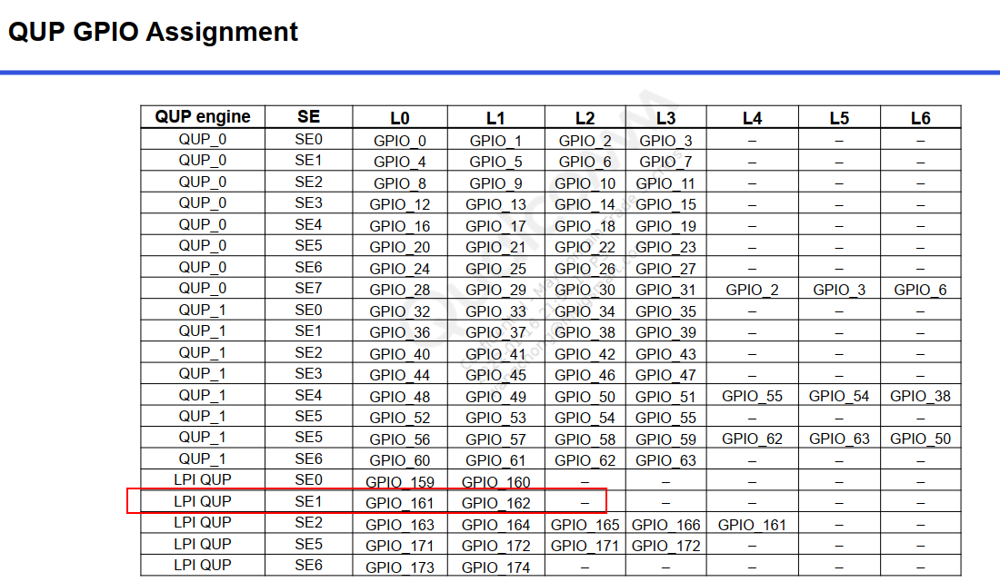 QUP GPIO Assignment
QUP engine SE L0 L1 L2 L3 L4 L5 L6
QUP_0 SE0 GPIO_0 GPIO_1 GPIO_2 GPIO_3 – – –
QUP_0 SE1 GPIO_4 GPIO_5 GPIO_6 GPIO_7 – – –
QUP_0 SE2 GPIO_8 GPIO_9 GPIO_10 GPIO_11 – – –
QUP_0 SE3 GPIO_12 GPIO_13 GPIO_14 GPIO_15 – – –
QUP_0 SE4 GPIO_16 GPIO_17 GPIO_18 GPIO_19 – – –
QUP_0 SE5 GPIO_20 GPIO_21 GPIO_22 GPIO_23 – – –
QUP_0 SE6 GPIO_24 GPIO_25 GPIO_26 GPIO_27 – – –
QUP_0 SE7 GPIO_28 GPIO_29 GPIO_30 GPIO_31 GPIO_2 GPIO_3 GPIO_6
QUP_1 SE0 GPIO_32 GPIO_33 GPIO_34 GPIO_35 – – –
QUP_1 SE1 GPIO_36 GPIO_37 GPIO_38 GPIO_39 – – –
QUP_1 SE2 GPIO_40 GPIO_41 GPIO_42 GPIO_43 – – –
QUP_1 SE3 GPIO_44 GPIO_45 GPIO_46 GPIO_47 – – –
QUP_1 SE4 GPIO_48 GPIO_49 GPIO_50 GPIO_51 GPIO_55 GPIO_54 GPIO_38
QUP_1 SE5 GPIO_52 GPIO_53 GPIO_54 GPIO_55 – – –
QUP_1 SE5 GPIO_56 GPIO_57 GPIO_58 GPIO_59 GPIO_62 GPIO_63 GPIO_50
QUP_1 SE6 GPIO_60 GPIO_61 GPIO_62 GPIO_63 – – –
LPI QUP SE0 GPIO_159 GPIO_160 – – – – –
LPI QUP SE1 GPIO_161 GPIO_162 – – – – –
LPI QUP SE2 GPIO_163 GPIO_164 GPIO_165 GPIO_166 GPIO_161 – –
LPI QUP SE5 GPIO_171 GPIO_172 GPIO_171 GPIO_172 – – –
LPI QUP SE6 GPIO_173 GPIO_174 – – – – –
Qualcomm